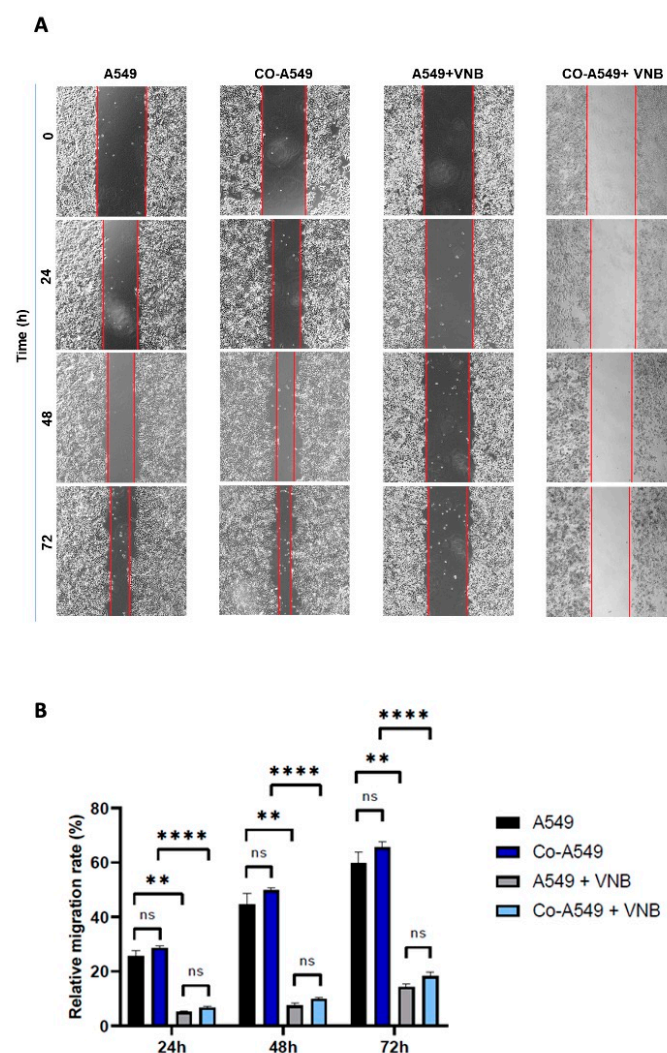 A
A549
CO-A549
A549+VNB
CO-A549+ VNB
Time (h)
0
24
48
72
B
Relative migration rate (%)
80
60
40
20
0
ns
**
****
ns
ns
**
****
ns
ns
**
****
ns
24h
48h
72h
A549
Co-A549
A549 + VNB
Co-A549 + VNB